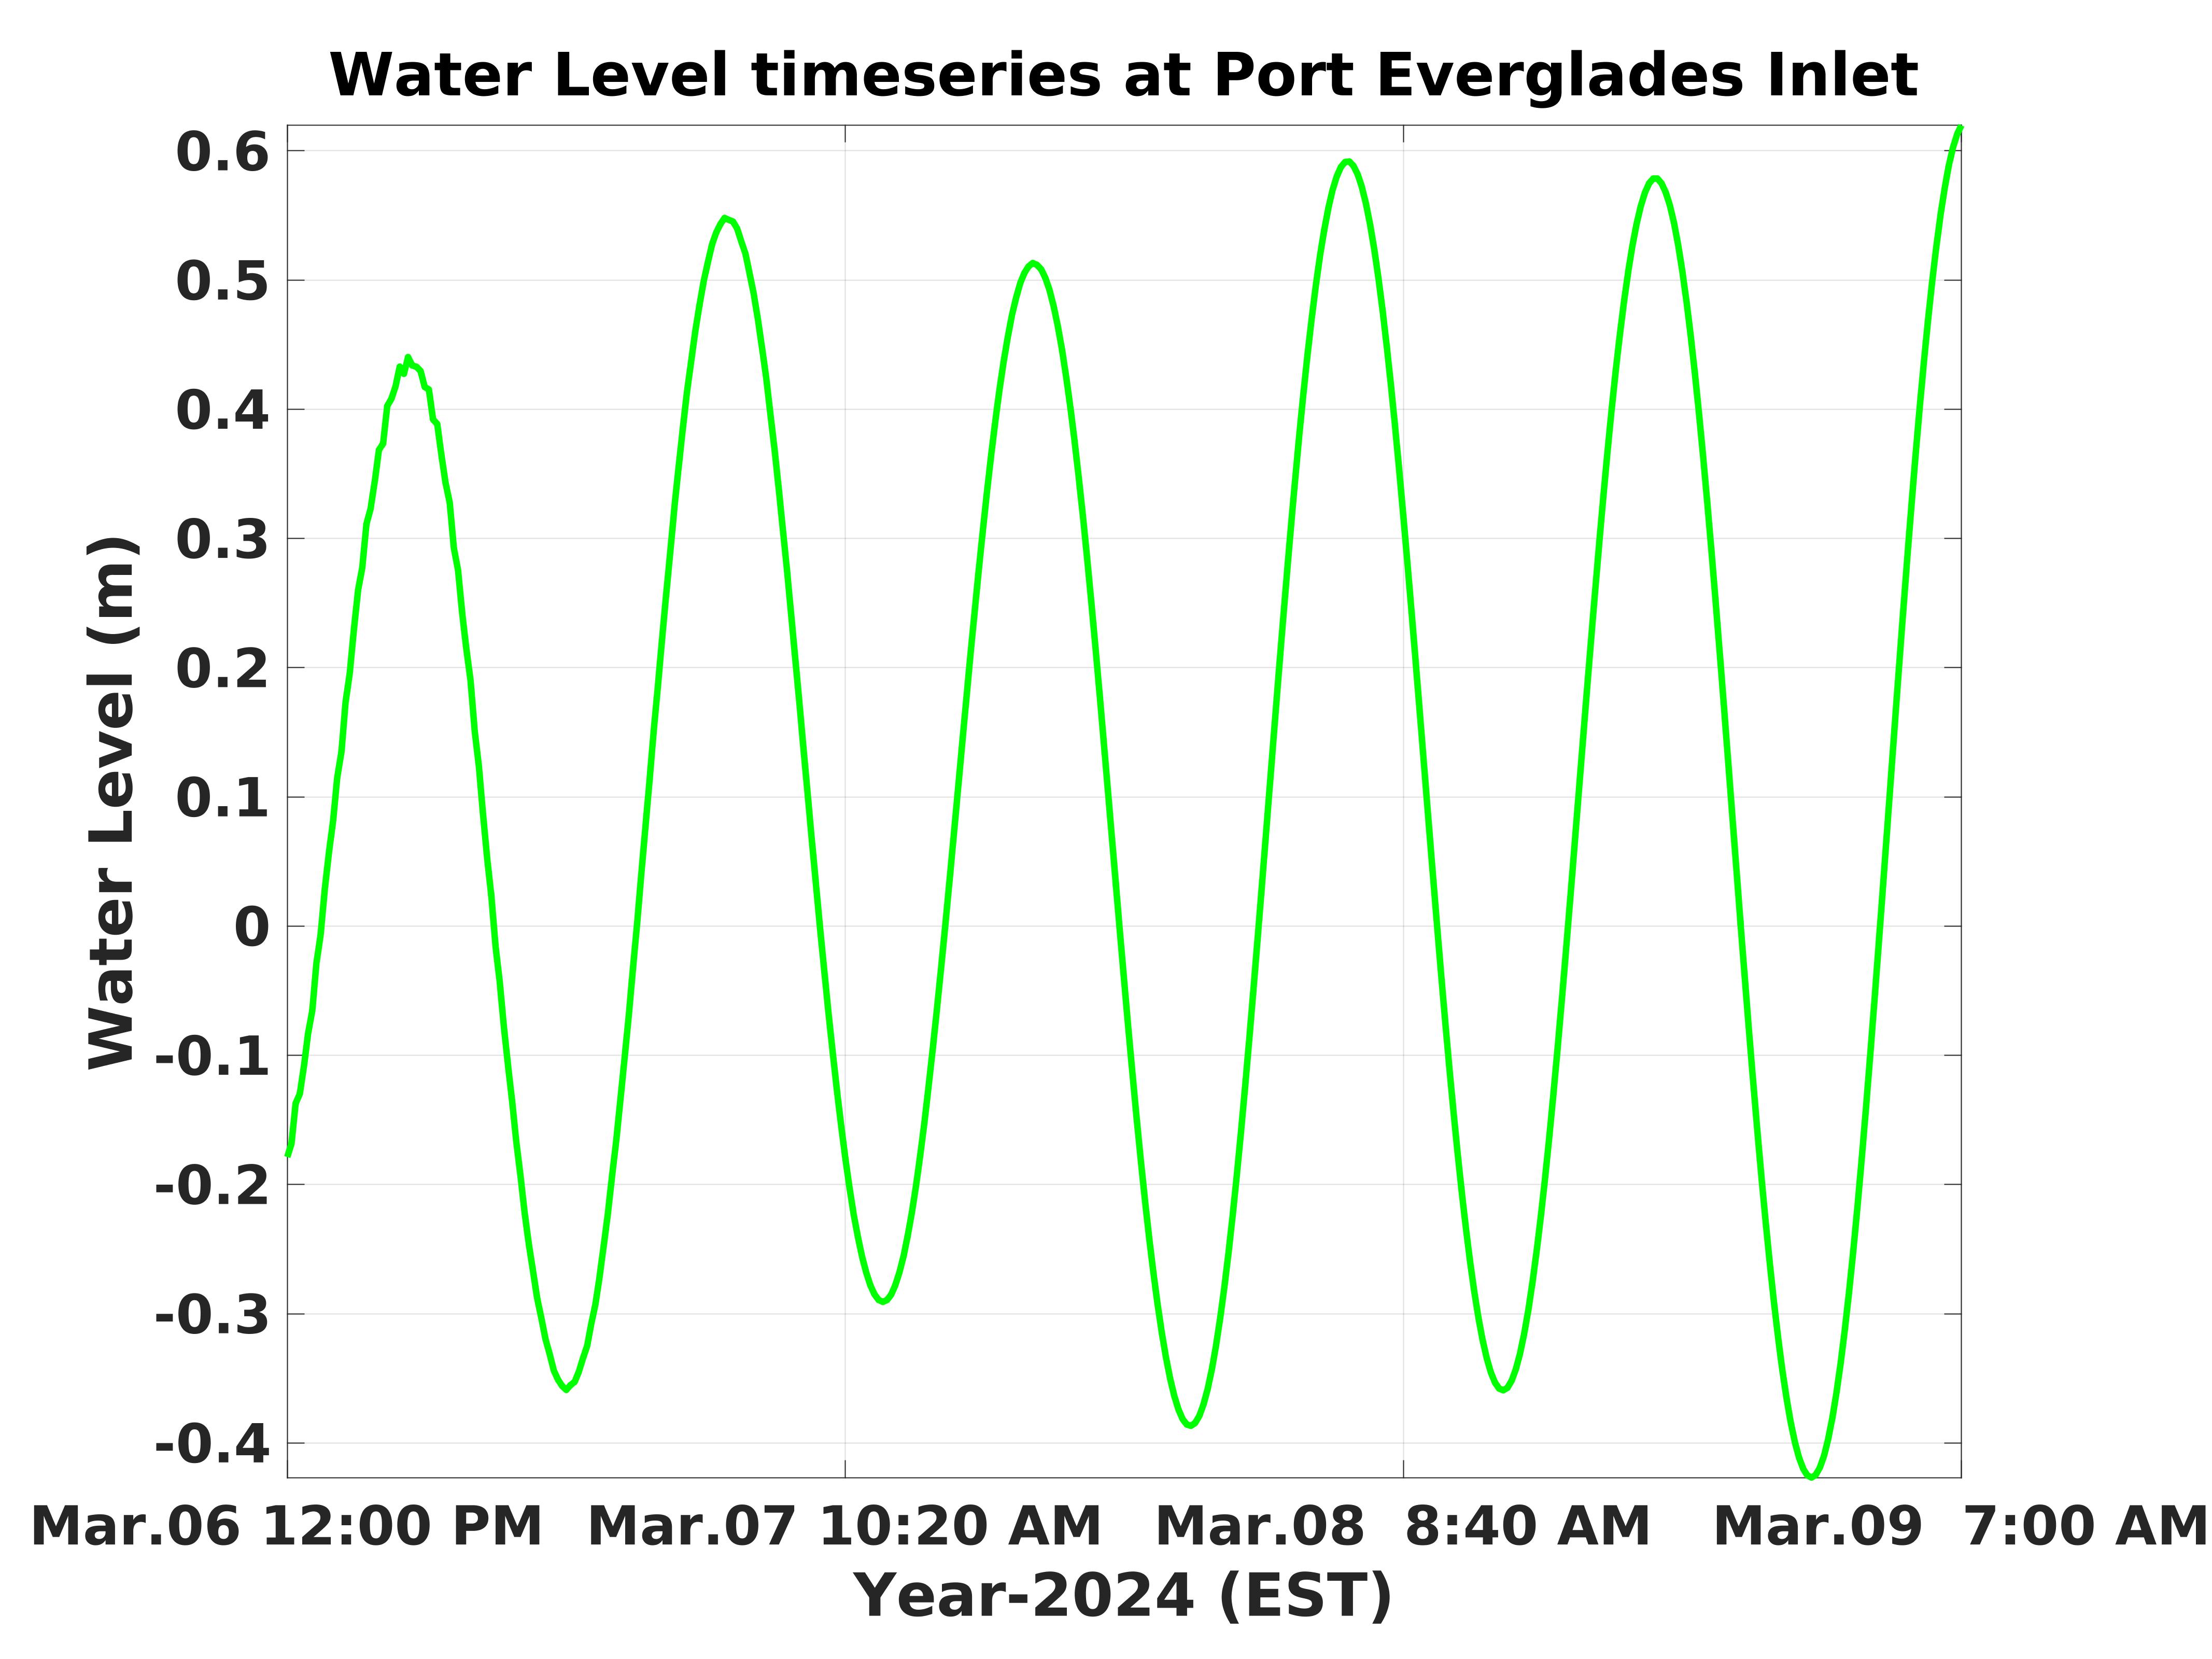 Water Level timeseries at Port Everglades Inlet
0.6
0.5
0.4
0.3
0.2
0.1
0
-0.1
-0.2
-0.3
-0.4
Water Level (m)
Mar.06 12:00 PM Mar.07 10:20 AM Mar.08 8:40 AM Mar.09 7:00 AM
Year-2024 (EST)